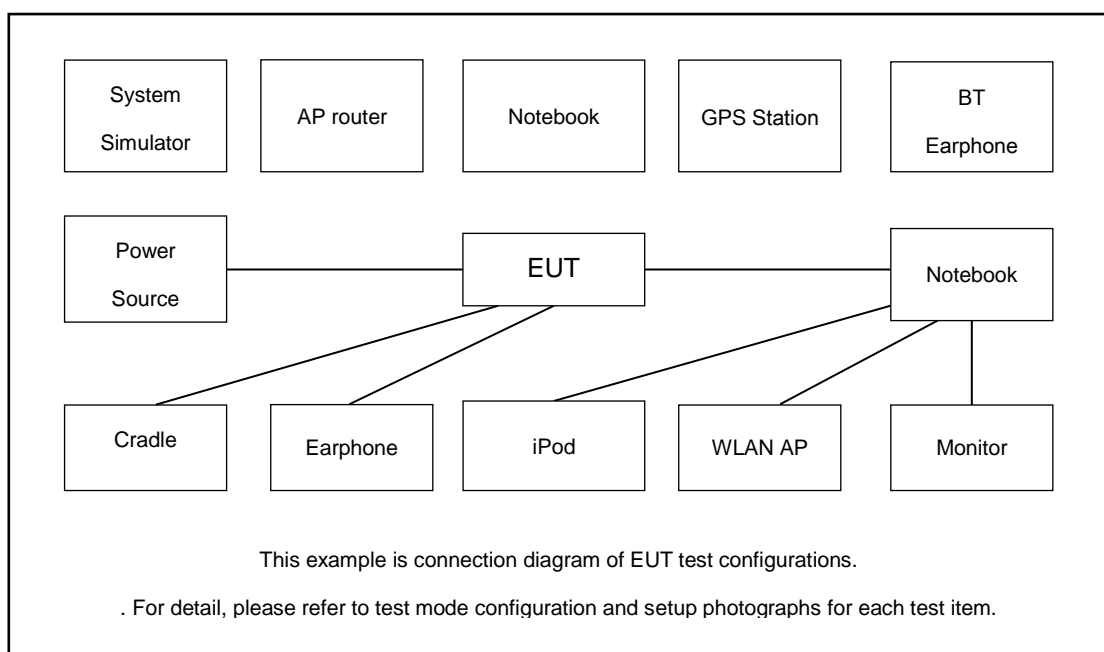 System
Simulator
AP router
Notebook
GPS Station
BT
Earphone
Power
Source
EUT
Notebook
Cradle
Earphone
iPod
WLAN AP
Monitor
This example is connection diagram of EUT test configurations.
. For detail, please refer to test mode configuration and setup photographs for each test item.